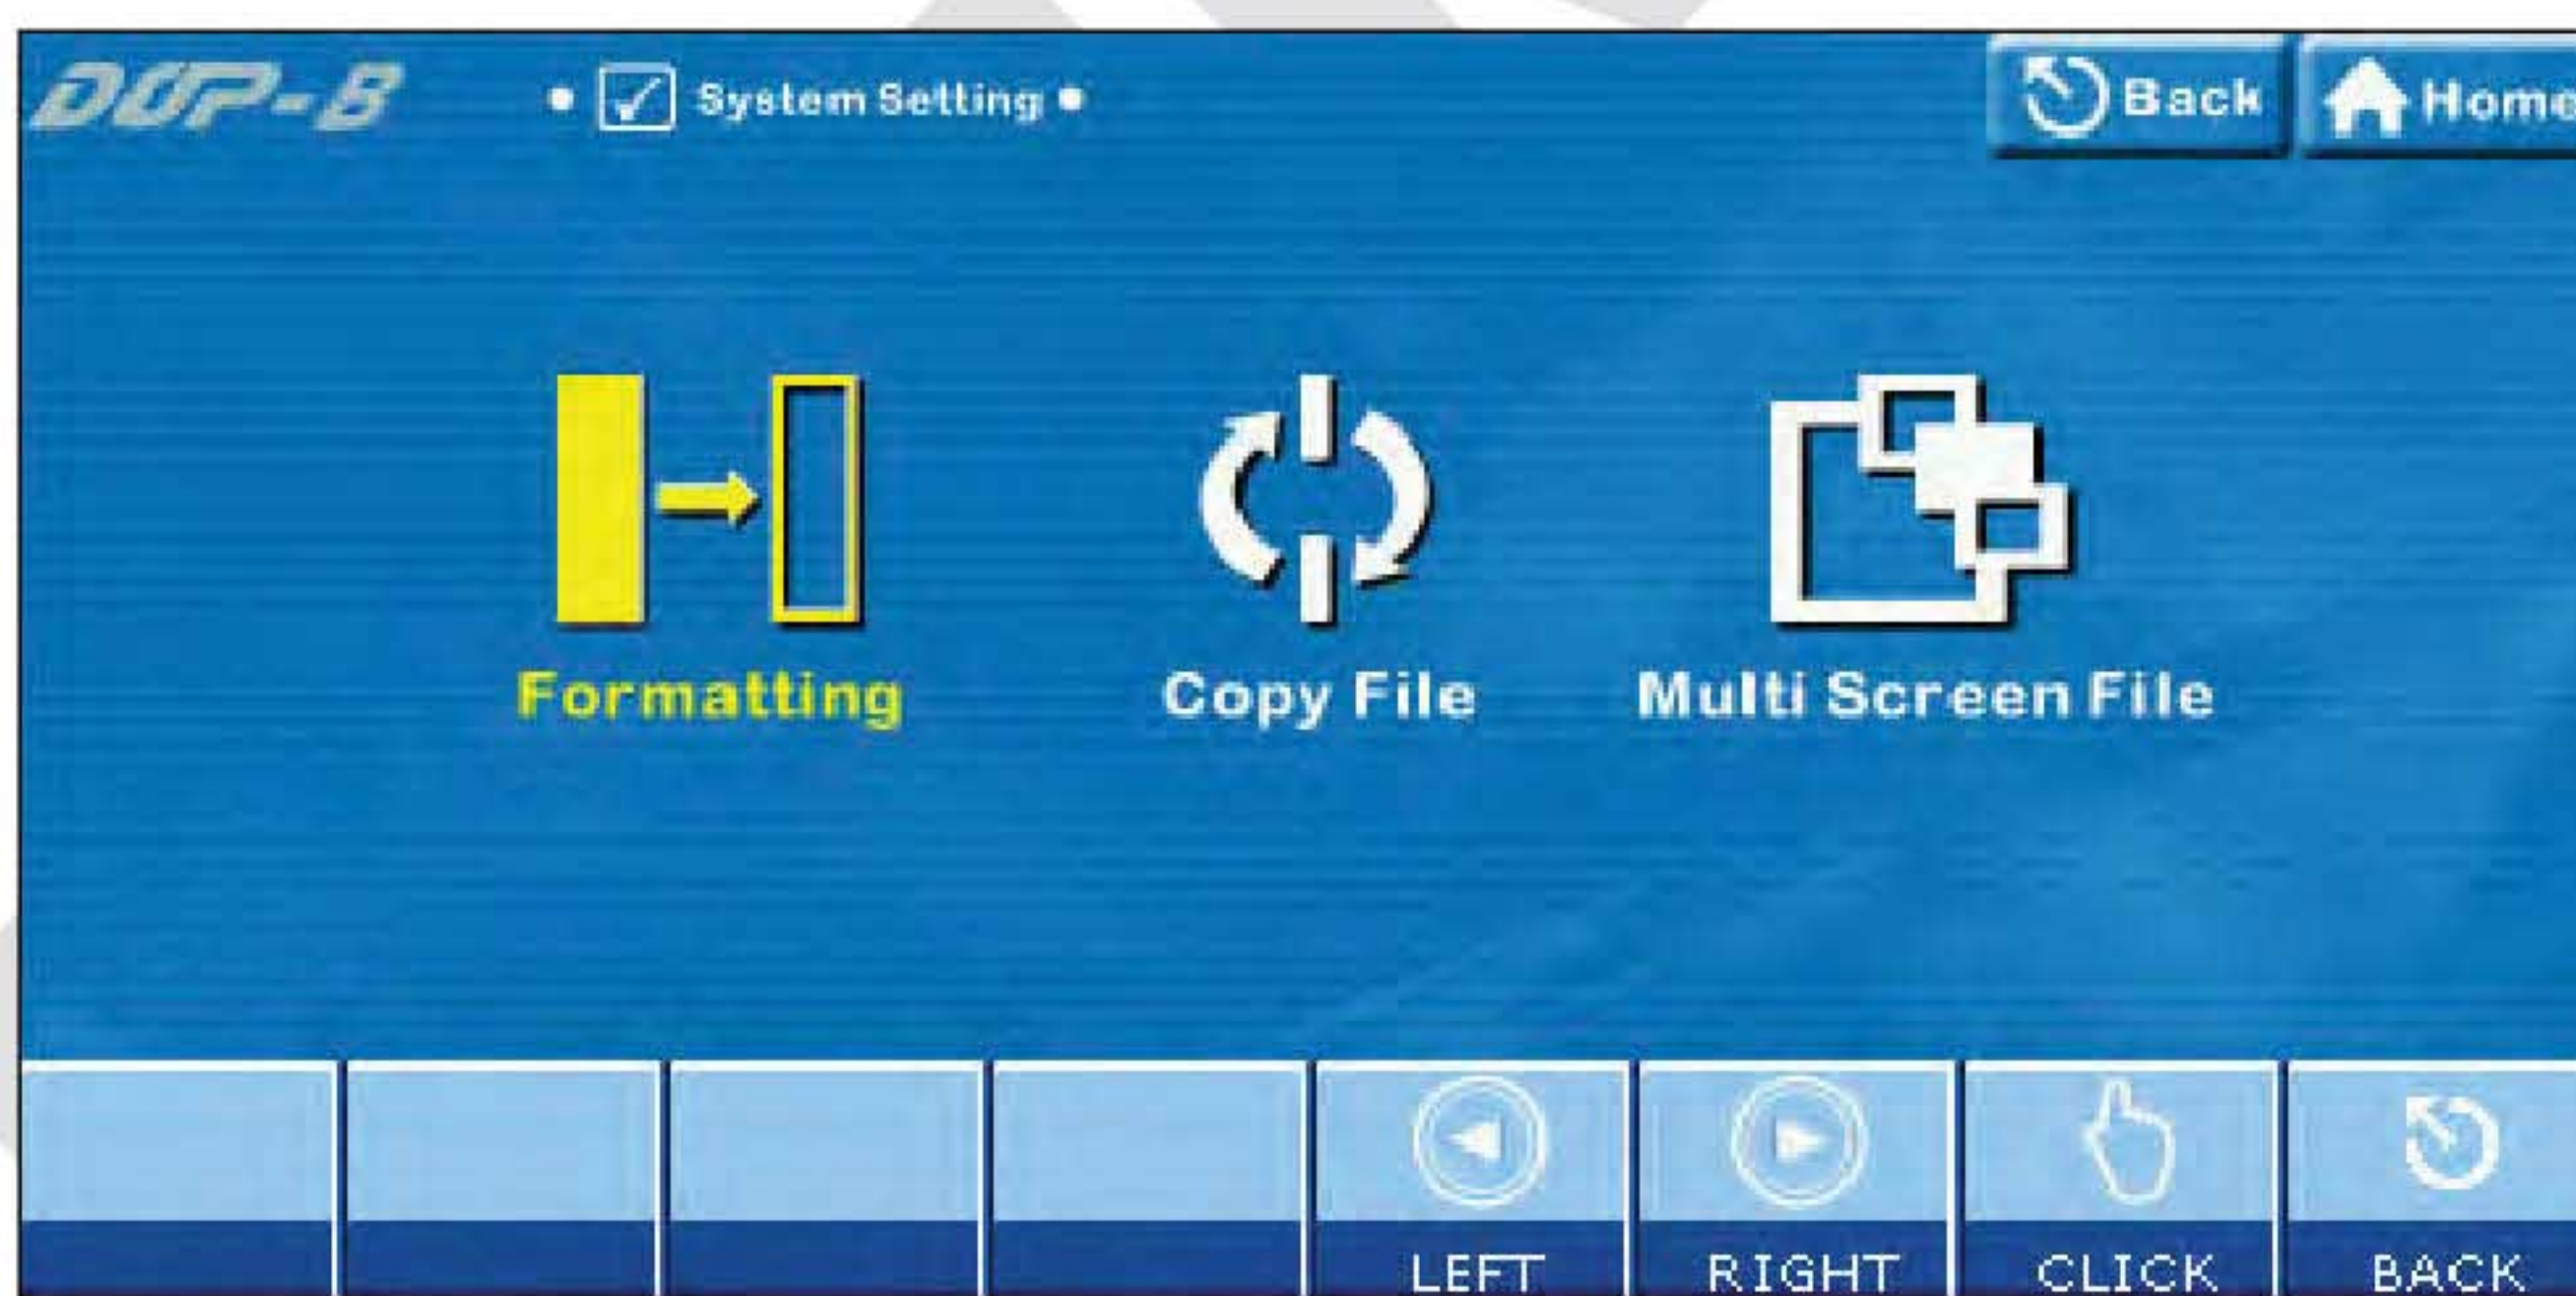 DOP-B
System Setting
Back
Home
Formatting
Copy File
Multi Screen File
LEFT
RIGHT
CLICK
BACK